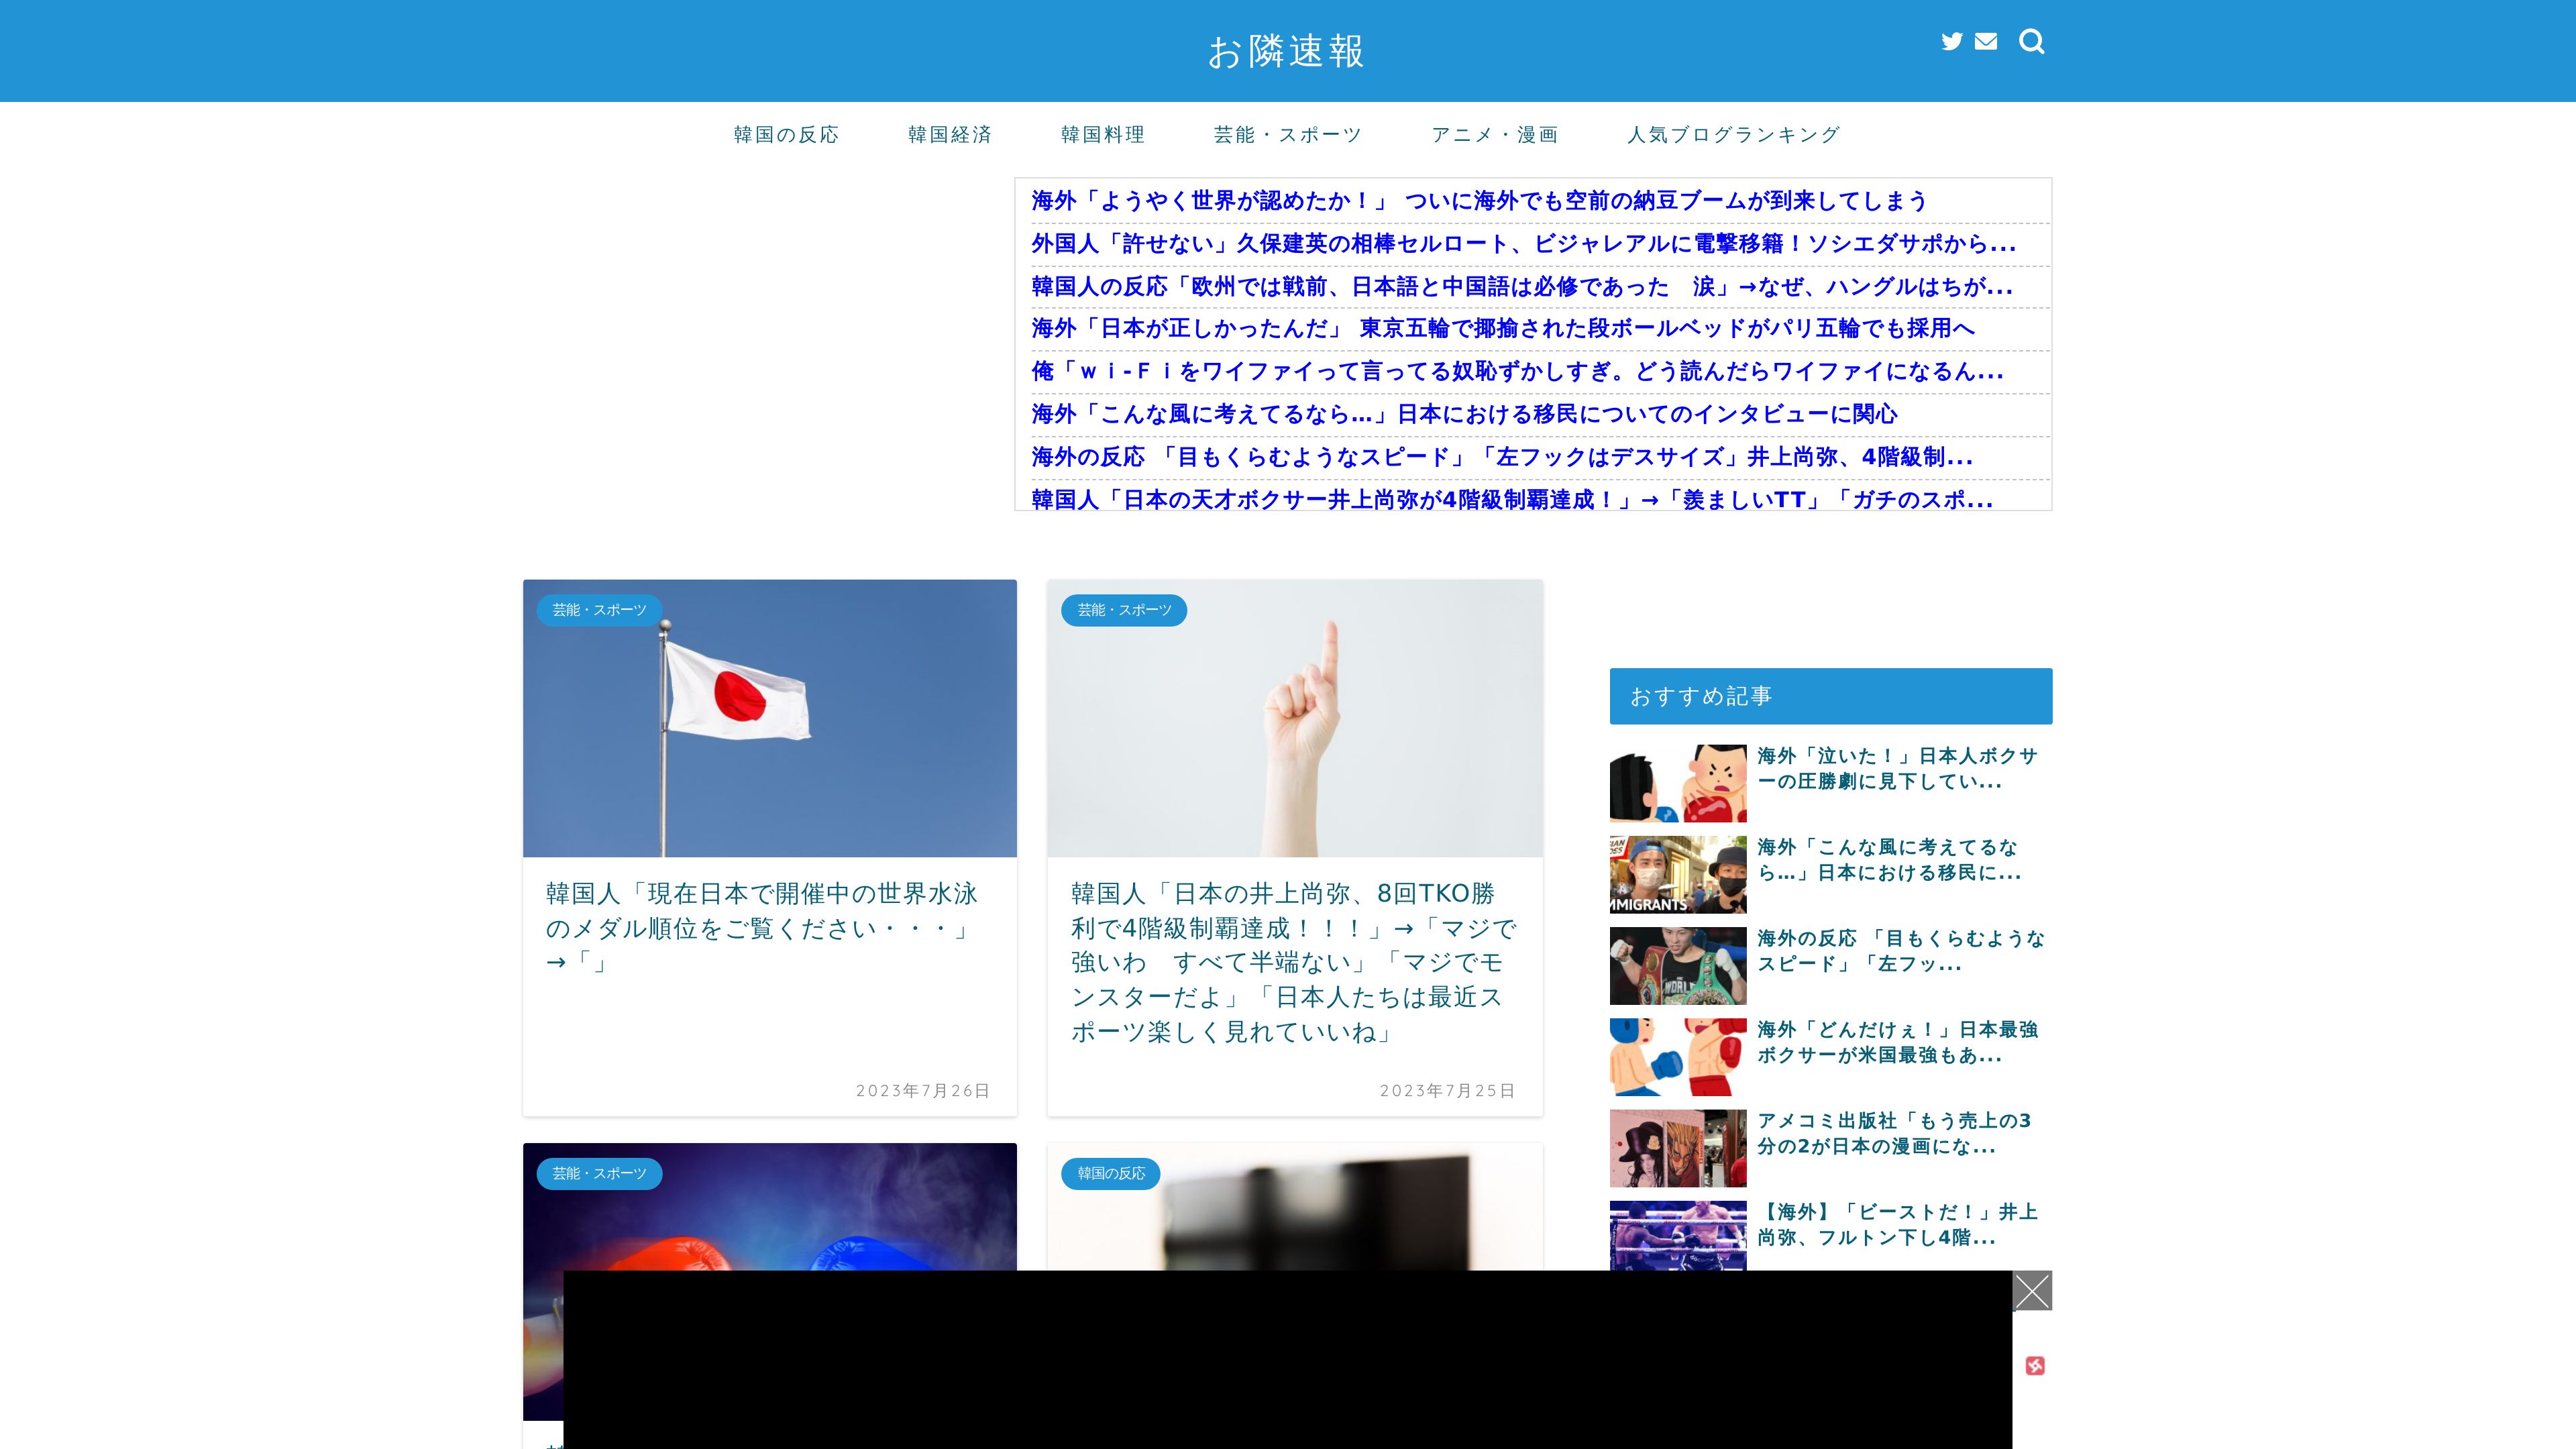 お隣速報
韓国の反応
韓国経済
韓国料理
芸能・スポーツ
アニメ・漫画
人気ブログランキング
海外「ようやく世界が認めたか！」 ついに海外でも空前の納豆ブームが到来してしまう
外国人「許せない」久保建英の相棒セルロート、ビジャレアルに電撃移籍！ソシエダサポから...
韓国人の反応「欧州では戦前、日本語と中国語は必修であった　涙」→なぜ、ハングルはちが...
海外「日本が正しかったんだ」 東京五輪で揶揄された段ボールベッドがパリ五輪でも採用へ
俺「ｗｉ-Ｆｉをワイファイって言ってる奴恥ずかしすぎ。どう読んだらワイファイになるん...
海外「こんな風に考えてるなら…」日本における移民についてのインタビューに関心
海外の反応 「目もくらむようなスピード」「左フックはデスサイズ」井上尚弥、4階級制...
韓国人「日本の天才ボクサー井上尚弥が4階級制覇達成！」→「羨ましいTT」「ガチのスポ...
芸能・スポーツ
韓国人「現在日本で開催中の世界水泳
のメダル順位をご覧ください・・・」
→「」
2023年7月26日
芸能・スポーツ
韓国人「日本の井上尚弥、8回TKO勝
利で4階級制覇達成！！！」→「マジで
強いわ　すべて半端ない」「マジでモ
ンスターだよ」「日本人たちは最近ス
ポーツ楽しく見れていいね」
2023年7月25日
芸能・スポーツ
韓国の反応
おすすめ記事
海外「泣いた！」日本人ボクサ
ーの圧勝劇に見下してい...
海外「こんな風に考えてるな
ら…」日本における移民に...
MMIGRANTS
海外の反応 「目もくらむような
スピード」「左フッ...
海外「どんだけぇ！」日本最強
ボクサーが米国最強もあ...
アメコミ出版社「もう売上の3
分の2が日本の漫画にな...
【海外】「ビーストだ！」井上
尚弥、フルトン下し4階...